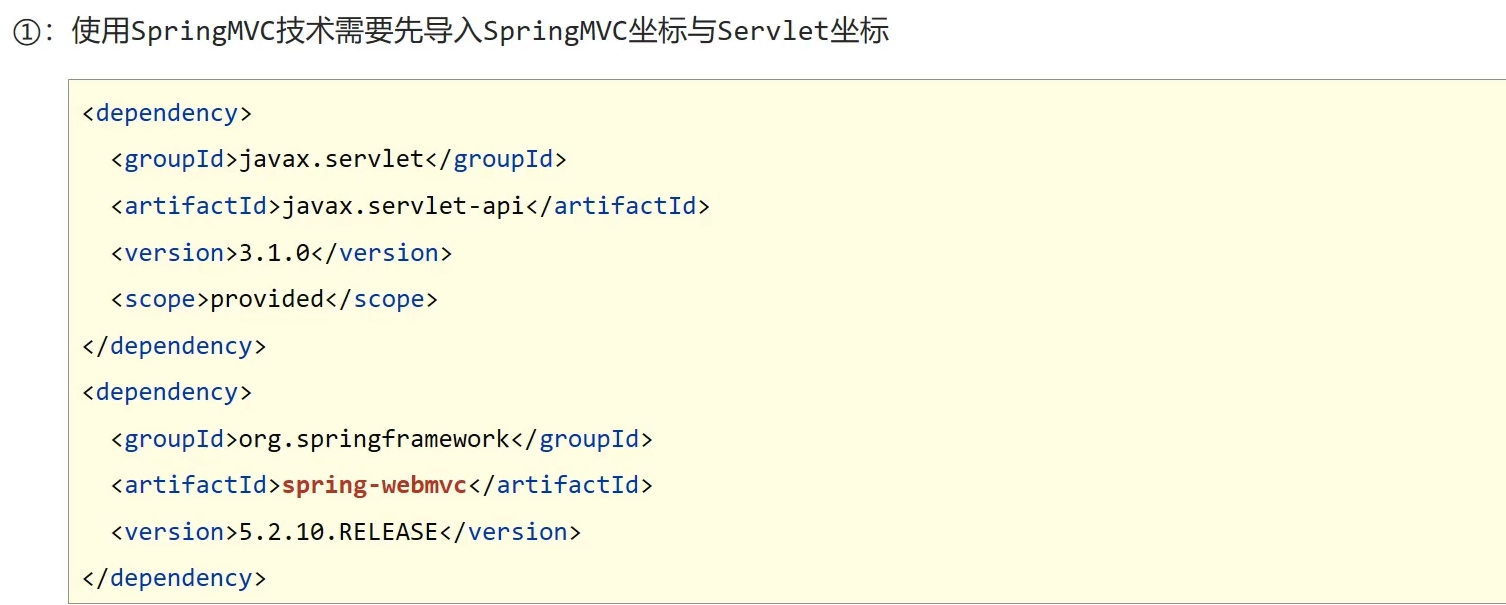 ①：使用SpringMVC技术需要先导入SpringMVC坐标与Servlet坐标
<dependency>
  <groupId>javax.servlet</groupId>
  <artifactId>javax.servlet-api</artifactId>
  <version>3.1.0</version>
  <scope>provided</scope>
</dependency>
<dependency>
  <groupId>org.springframework</groupId>
  <artifactId>spring-webmvc</artifactId>
  <version>5.2.10.RELEASE</version>
</dependency>